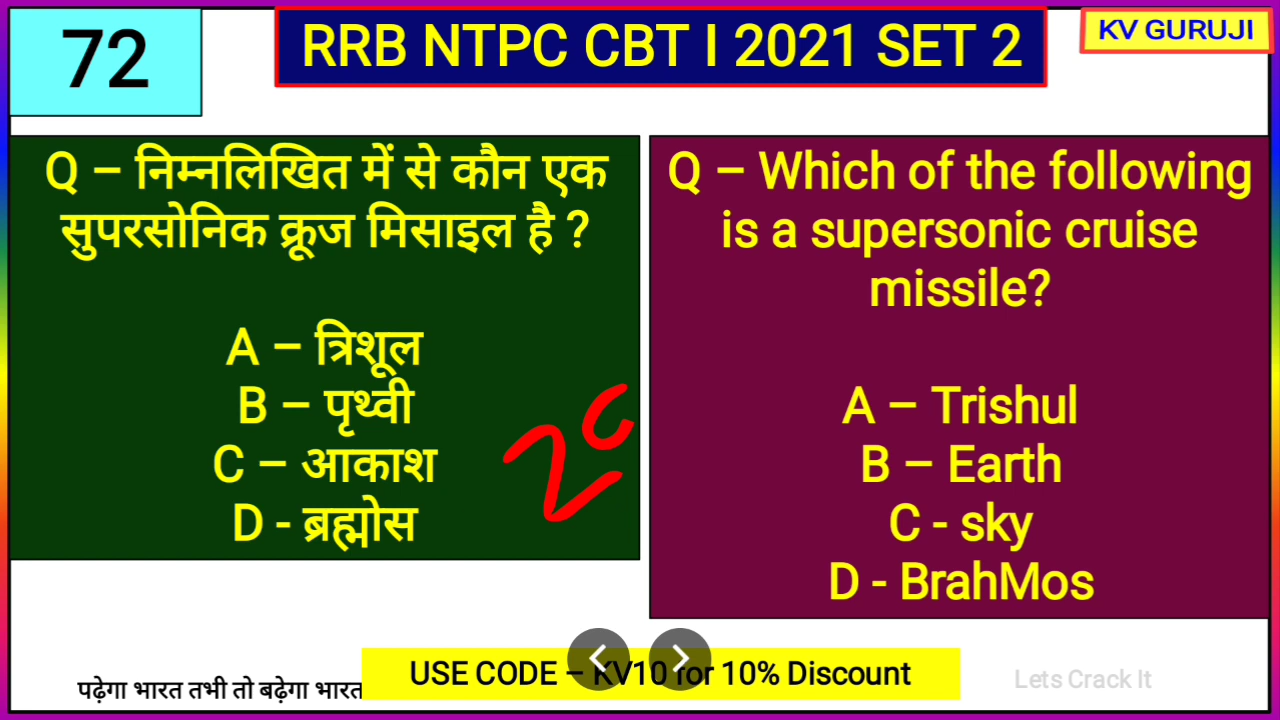 72
RRB NTPC CBT I 2021 SET 2
KV GURUJI
Q – निम्नलिखित में से कौन एक
सुपरसोनिक क्रूज मिसाइल है ?
A – त्रिशूल
B – पृथ्वी
C – आकाश
D - ब्रह्मोस
Q – Which of the following
is a supersonic cruise
missile?
A – Trishul
B – Earth
C - sky
D - BrahMos
पढ़ेगा भारत तभी तो बढ़ेगा भारत
USE CODE – KV10 for 10% Discount
Lets Crack It